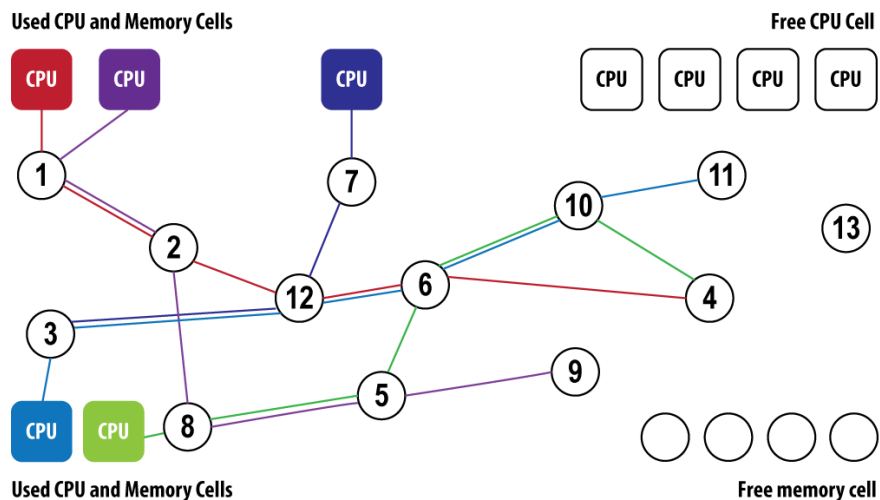 Used CPU and Memory Cells
Free CPU Cell
CPU
CPU
CPU
CPU
CPU
CPU
CPU
1
7
11
10
13
2
12
6
4
3
9
5
8
CPU
CPU
Used CPU and Memory Cells
Free memory cell